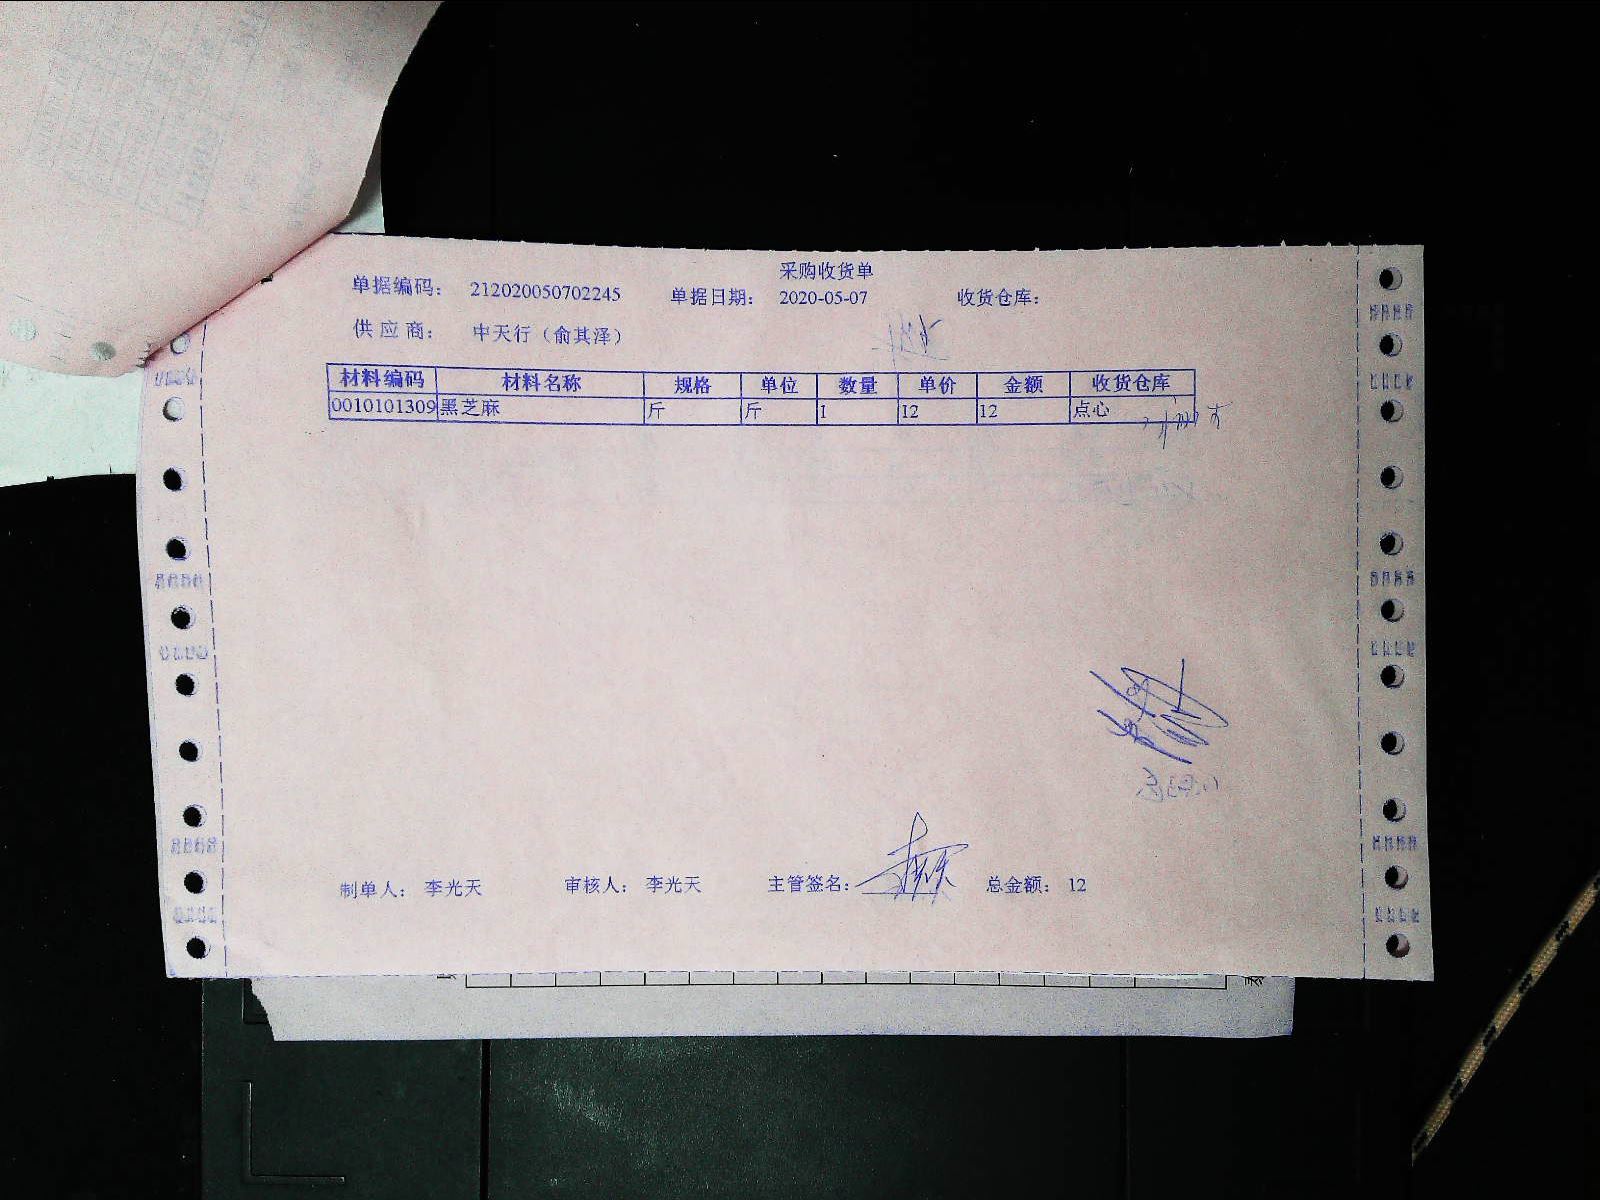 采购收货单
单据编码： 212020050702245 单据日期： 2020-05-07 收货仓库：
供应商： 中天行（俞其泽）
材料编码 材料名称 规格 单位 数量 单价 金额 收货仓库
0010101309 黑芝麻 斤 斤 1 12 12 点心
制单人： 李光天 审核人： 李光天 主管签名： 总金额： 12